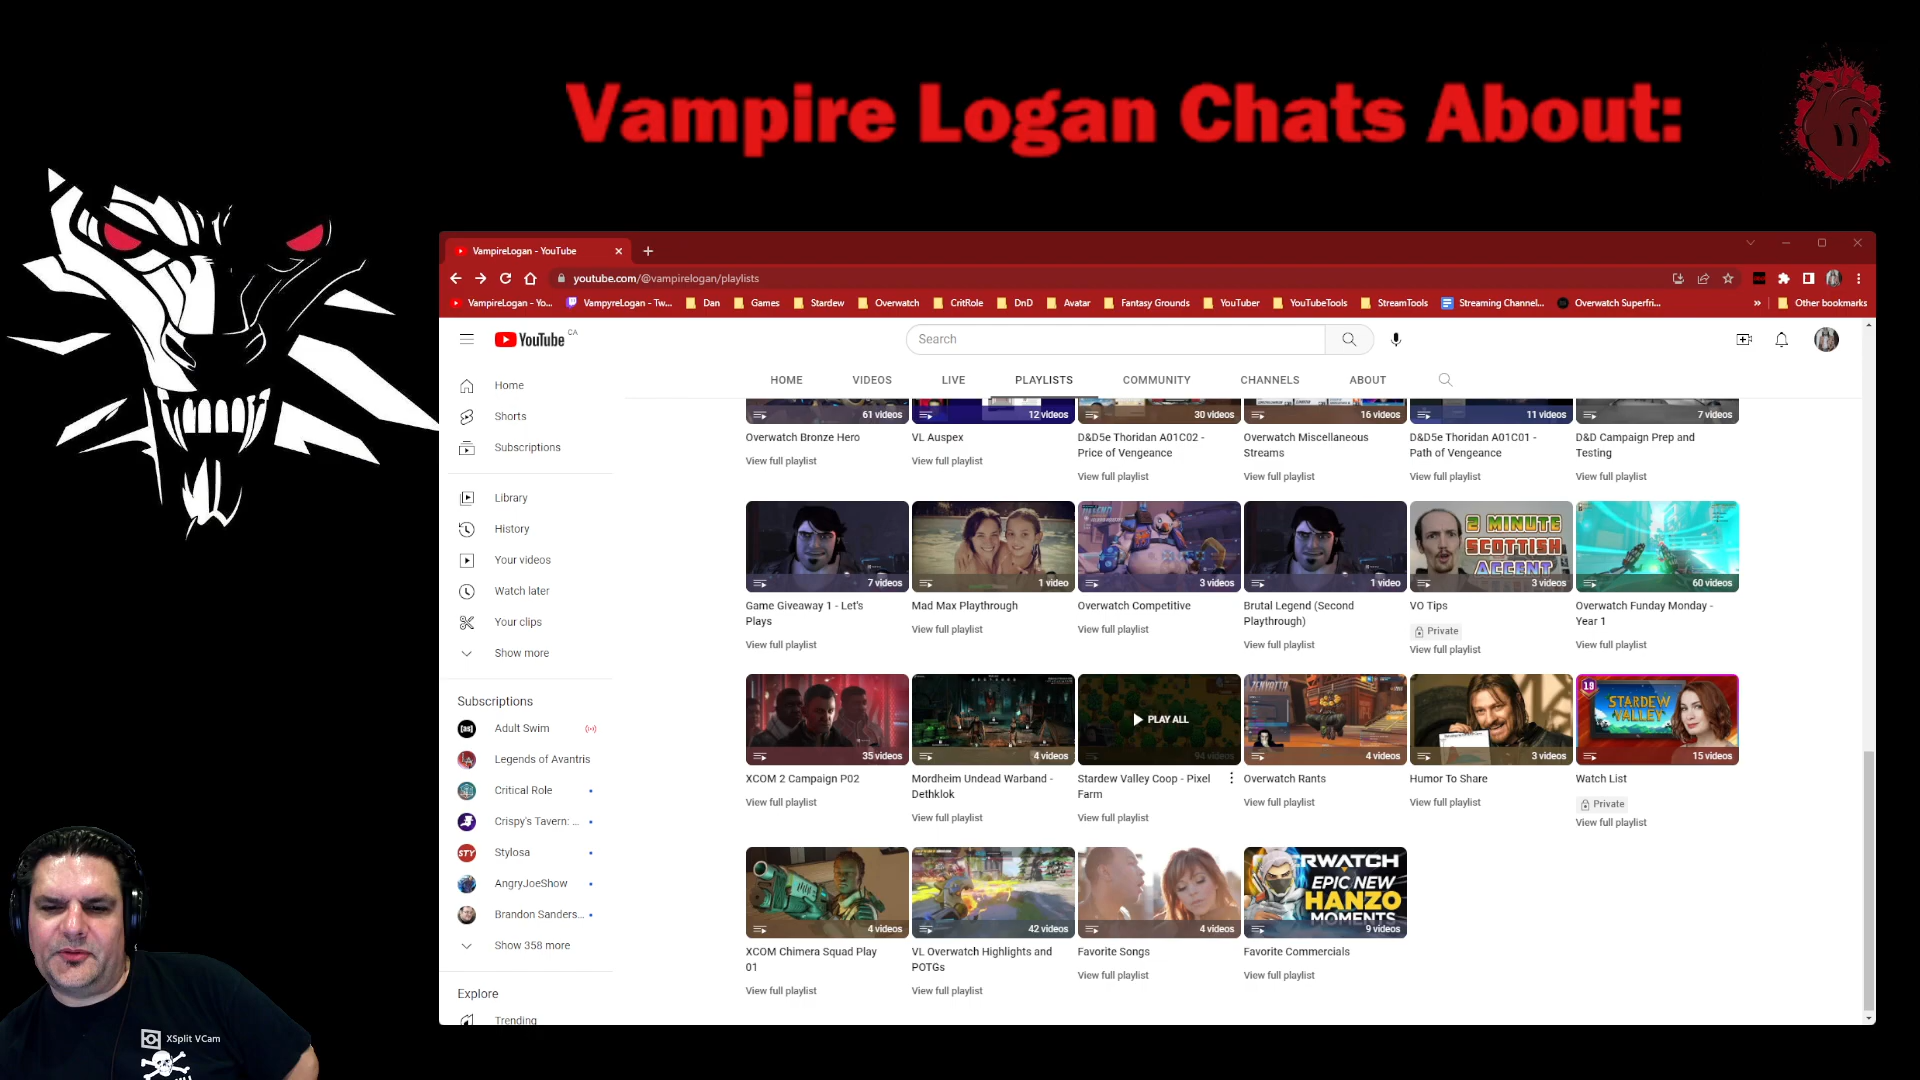 Vampire Logan Chats About:
VampireLogan - YouTube
youtube.com/@vampirelogan/playlists
VampireLogan - Yo... VampyreLogan - Tw... Dan Games Stardew Overwatch CritRole DnD Avatar Fantasy Grounds YouTuber YouTubeTools StreamTools Streaming Channel... Overwatch Superfri... » Other bookmarks
YouTube CA
Search
HOME VIDEOS LIVE PLAYLISTS COMMUNITY CHANNELS ABOUT
Home
Shorts
Subscriptions
Library
History
Your videos
Watch later
Your clips
Show more
Subscriptions
Adult Swim
Legends of Avantris
Critical Role
Crispy's Tavern: ...
STY Stylosa
AngryJoeShow
Brandon Sanders...
Show 358 more
Explore
Trending
61 videos 12 videos 30 videos 16 videos 11 videos 7 videos
Overwatch Bronze Hero
View full playlist
VL Auspex
View full playlist
D&D5e Thoridan A01C02 -
Price of Vengeance
View full playlist
Overwatch Miscellaneous
Streams
View full playlist
D&D5e Thoridan A01C01 -
Path of Vengeance
View full playlist
D&D Campaign Prep and
Testing
View full playlist
7 videos
Game Giveaway 1 - Let's
Plays
View full playlist
1 video
Mad Max Playthrough
View full playlist
3 videos
Overwatch Competitive
View full playlist
1 video
Brutal Legend (Second
Playthrough)
View full playlist
2 MINUTE
SCOTTISH
ACCENT
3 videos
VO Tips
Private
View full playlist
60 videos
Overwatch Funday Monday -
Year 1
View full playlist
35 videos
XCOM 2 Campaign P02
View full playlist
4 videos
Mordheim Undead Warband -
Dethklok
View full playlist
PLAY ALL
94 videos
Stardew Valley Coop - Pixel
Farm
View full playlist
ZENYATTA
4 videos
Overwatch Rants
View full playlist
3 videos
Humor To Share
View full playlist
19
STARDEW
VALLEY
15 videos
Watch List
Private
View full playlist
4 videos
XCOM Chimera Squad Play
01
View full playlist
42 videos
VL Overwatch Highlights and
POTGs
View full playlist
4 videos
Favorite Songs
View full playlist
ERWATCH
EPIC NEW
HANZO
MOMENTS
9 videos
Favorite Commercials
View full playlist
XSplit VCam